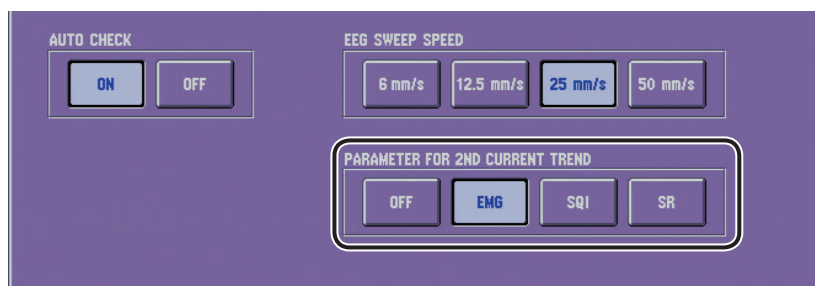 AUTO CHECK
ON OFF
EEG SWEEP SPEED
6 mm/s 12.5 mm/s 25 mm/s 50 mm/s
PARAMETER FOR 2ND CURRENT TREND
OFF EMG SQI SR